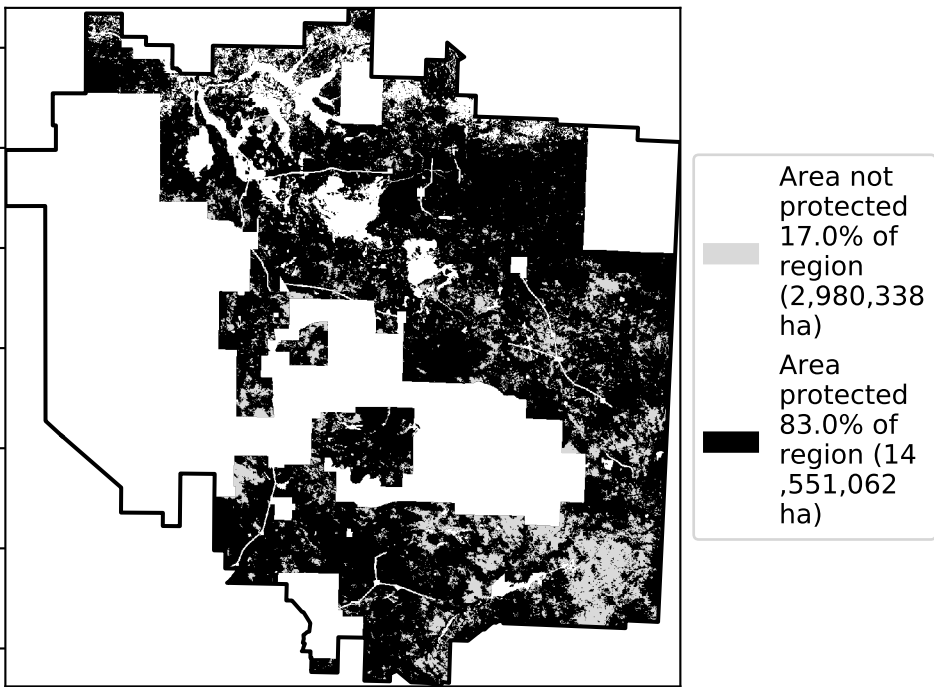 Area not
protected
17.0% of
region
(2,980,338
ha)
Area
protected
83.0% of
region (14
,551,062
ha)